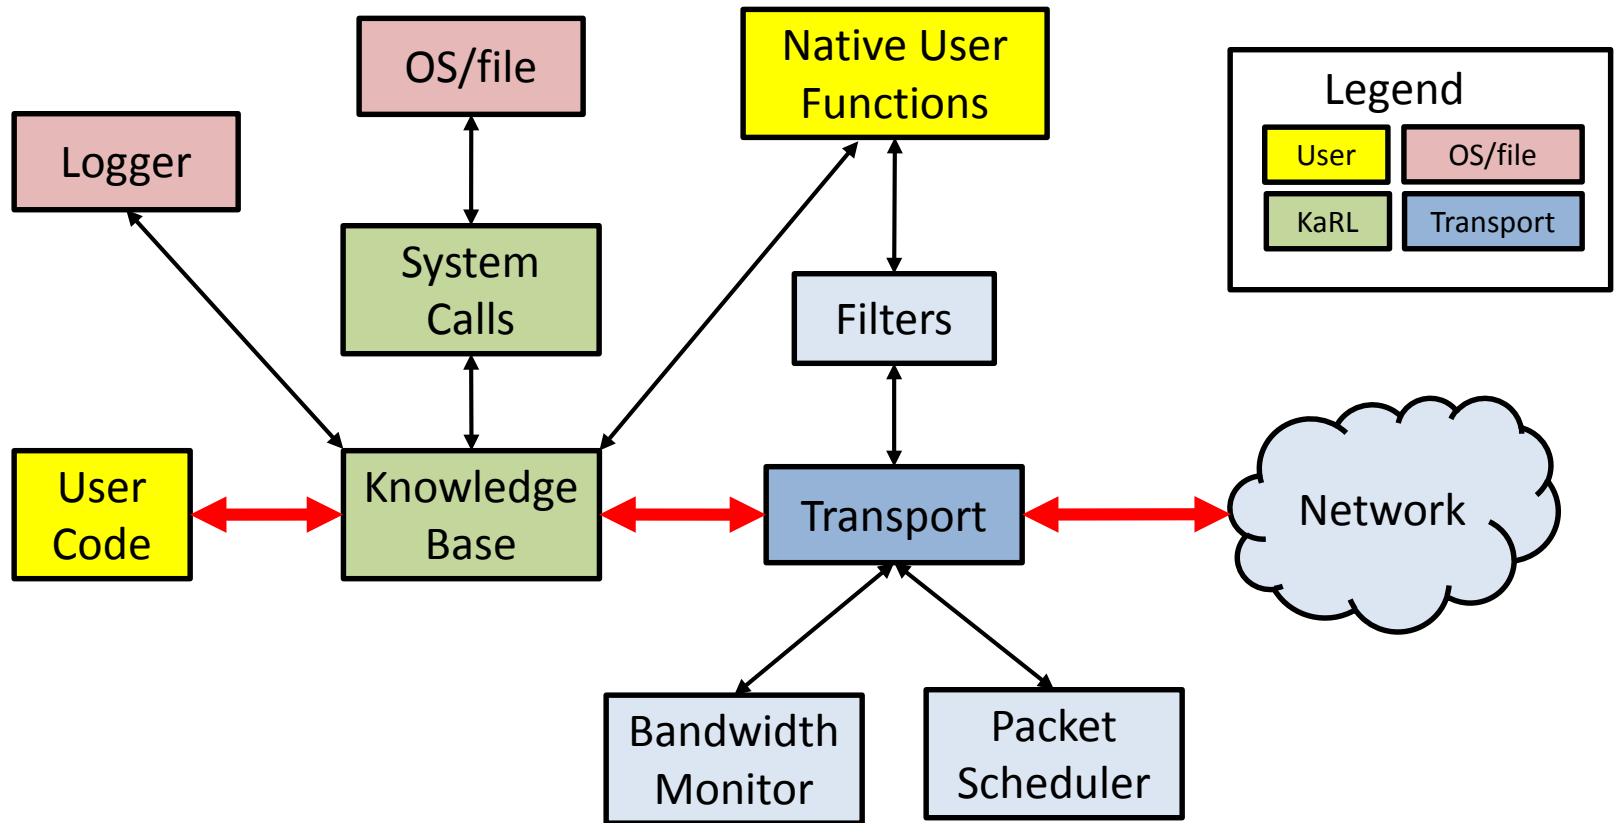 OS/file
Native User
Functions
Legend
User
OS/file
KaRL
Transport
Logger
System
Calls
Filters
User
Code
Knowledge
Base
Transport
Network
Bandwidth
Monitor
Packet
Scheduler